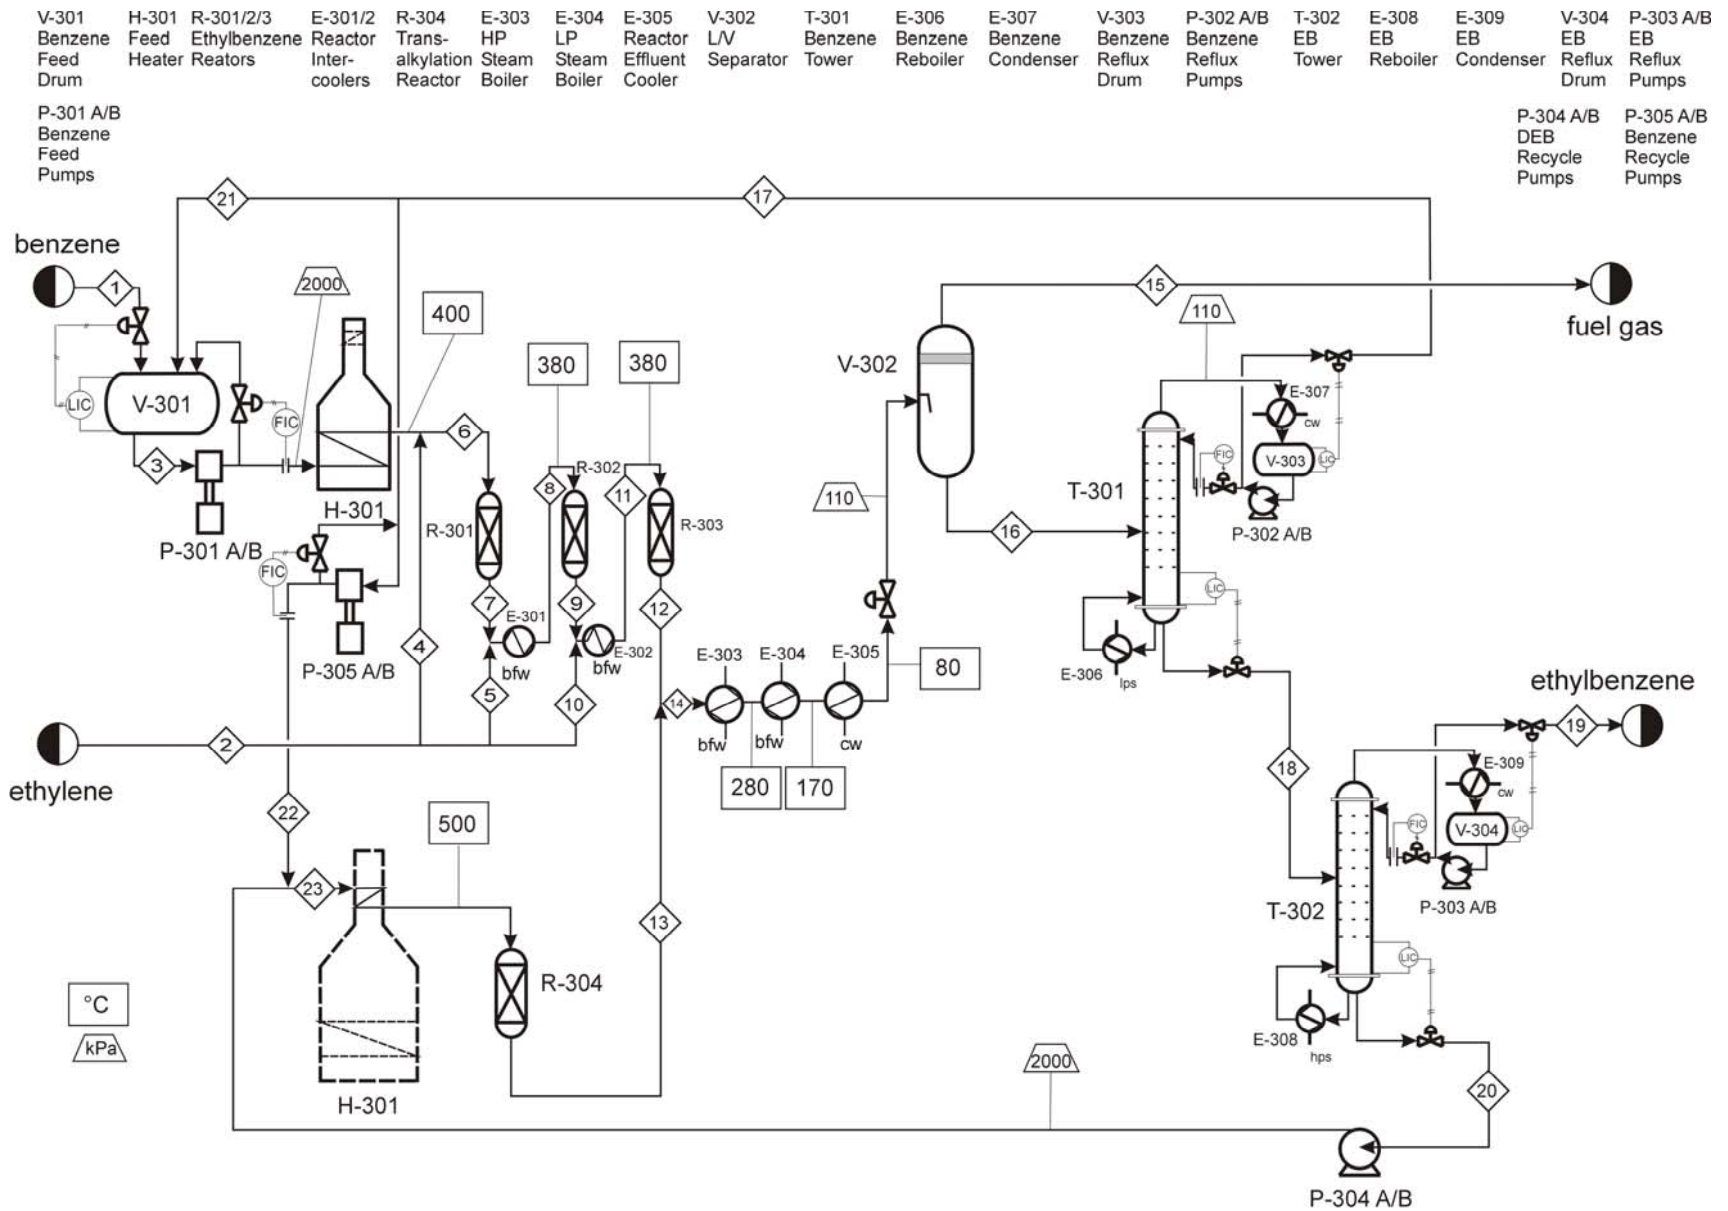 V-301 H-301 R-301/2/3 E-301/2 R-304 E-303 E-304 E-305 V-302 T-301 E-306 E-307 V-303 P-302 A/B T-302 E-308 E-309 V-304 P-303 A/B
Benzene Feed Ethylbenzene Reactor Trans- HP LP Reactor L/V Benzene Benzene Benzene Benzene Benzene EB EB EB EB EB
Feed Heater Reators Inter- alkylation Steam Steam Effluent Separator Tower Reboiler Condenser Reflux Reflux Tower Reboiler Condenser Reflux Reflux
Drum coolers Reactor Boiler Boiler Cooler Drum Pumps Drum Pumps
P-301 A/B
Benzene
Feed
Pumps
P-304 A/B P-305 A/B
DEB Benzene
Recycle Recycle
Pumps Pumps
21 17
benzene
1 2000 400 15
110
fuel gas
380 380
V-302
E-307
LIC V-301 FIC
cw
6
FIC V-303 LIC
3
8 R-302 11
110
T-301
H-301
R-301 R-303
16
P-302 A/B
P-301 A/B
FIC
LIC
7 9 12
E-301
4
E-302
bfw bfw
P-305 A/B
E-303 E-304 E-305
80
E-306 lps
ethylbenzene
5 10 14
19
2
bfw bfw cw
ethylene
280 170
18
E-309
cw
22
500
FIC V-304 LIC
23
P-303 A/B
T-302
13
LIC
R-304
°C
kPa
E-308
hps
2000
20
H-301
P-304 A/B